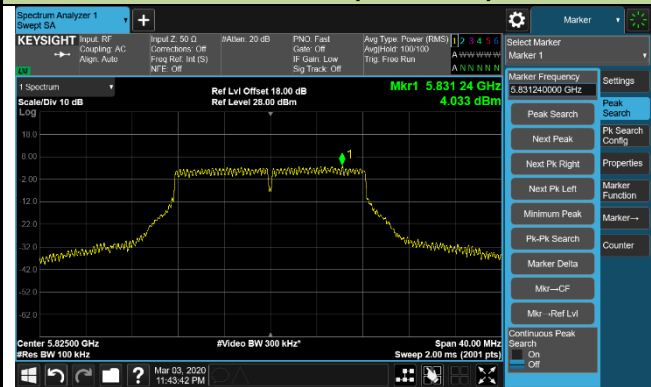 Spectrum Analyzer 1
Swept SA
Marker
KEYSIGHT
Input: RF
Coupling: AC
Align: Auto
Input Z: 50 Ω
Corrections: Off
Freq Ref: Int (S)
NFE: Off
#Atten: 20 dB
PNO: Fast
Gate: Off
IF Gain: Low
Sig Track: Off
Avg Type: Power (RMS)
Avg|Hold: 100/100
Trig: Free Run
1 2 3 4 5 6
A W W W W W
A N N N N N
LXI
Select Marker
Marker 1
1 Spectrum
Scale/Div 10 dB
Log
Ref Lvl Offset 18.00 dB
Ref Level 28.00 dBm
Mkr1 5.831 24 GHz
4.033 dBm
18.0
8.00
-2.00
-12.0
-22.0
-32.0
-42.0
-52.0
-62.0
1
Center 5.82500 GHz
#Res BW 100 kHz
#Video BW 300 kHz*
Span 40.00 MHz
Sweep 2.00 ms (2001 pts)
Marker Frequency
5.831240000 GHz
Peak Search
Next Peak
Next Pk Right
Next Pk Left
Minimum Peak
Pk-Pk Search
Marker Delta
Mkr→CF
Mkr→Ref Lvl
Continuous Peak
Search
On
Off
Settings
Peak
Search
Pk Search
Config
Properties
Marker
Function
Marker→
Counter
Mar 03, 2020
11:43:42 PM